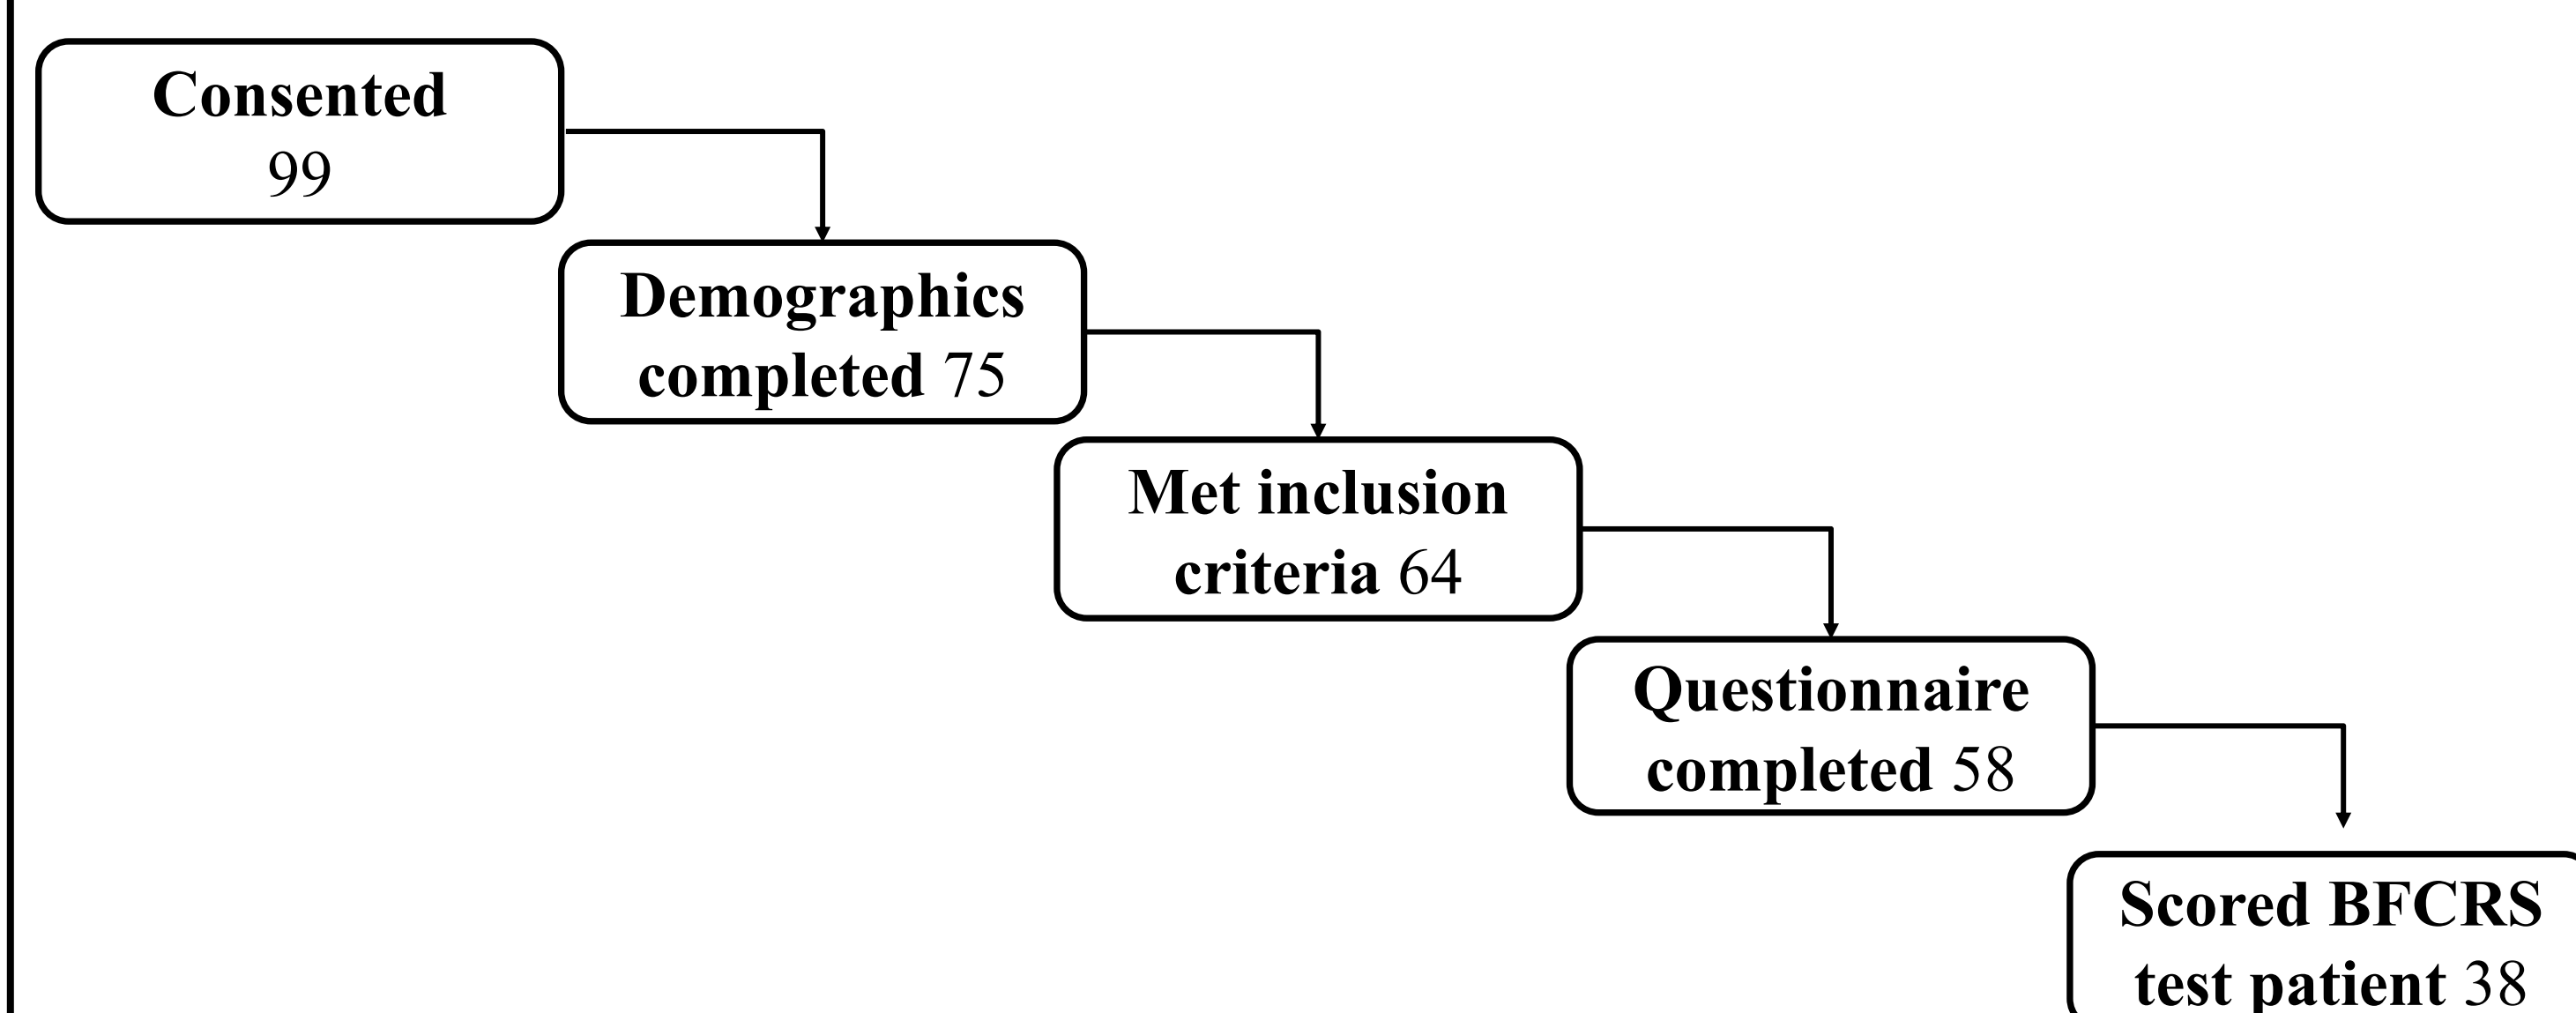 Consented
99
Demographics
completed 75
Met inclusion
criteria 64
Questionnaire
completed 58
Scored BFCRS
test patient 38